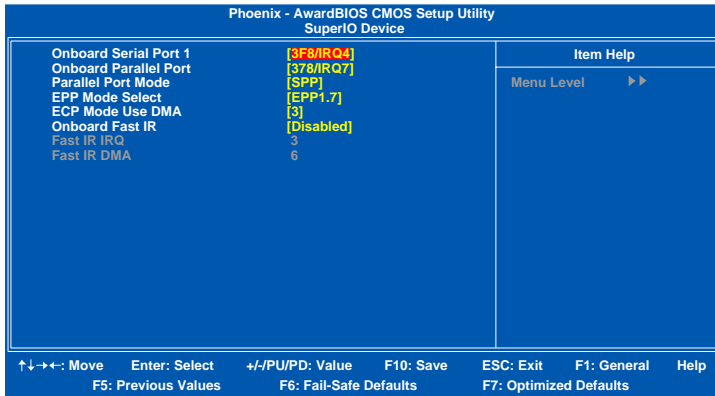 Phoenix - AwardBIOS CMOS Setup Utility
SuperIO Device
Onboard Serial Port 1 [3F8/IRQ4]
Onboard Parallel Port [378/IRQ7]
Parallel Port Mode [SPP]
EPP Mode Select [EPP1.7]
ECP Mode Use DMA [3]
Onboard Fast IR [Disabled]
Fast IR IRQ 3
Fast IR DMA 6
Item Help
Menu Level ▶▶
↑↓→←: Move Enter: Select +/-/PU/PD: Value F10: Save ESC: Exit F1: General Help
F5: Previous Values F6: Fail-Safe Defaults F7: Optimized Defaults